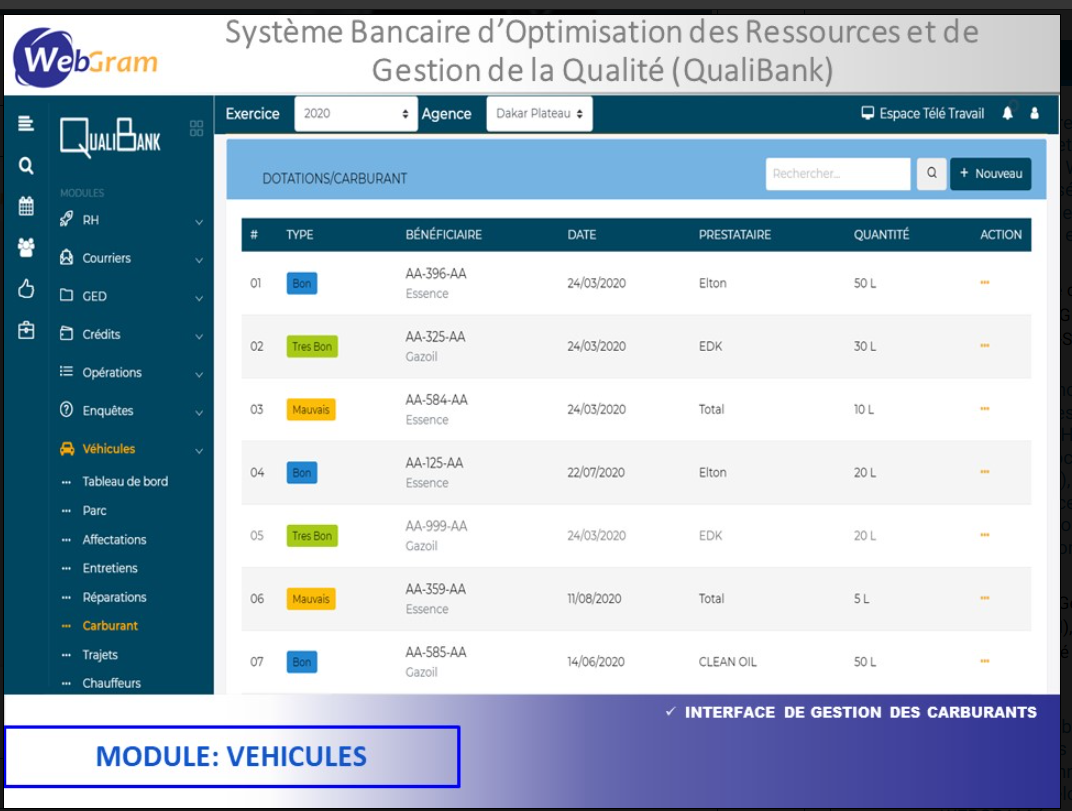 WebGram
Système Bancaire d'Optimisation des Ressources et de
Gestion de la Qualité (QualiBank)
QUALIBANK
MODULES
RH
Courriers
GED
Crédits
Opérations
Enquêtes
Véhicules
Tableau de bord
Parc
Affectations
Entretiens
Réparations
Carburant
Trajets
Chauffeurs
Exercice 2020 Agence Dakar Plateau Espace Télé Travail
DOTATIONS/CARBURANT Rechercher... + Nouveau
# TYPE BÉNÉFICIAIRE DATE PRESTATAIRE QUANTITÉ ACTION
01 Bon AA-396-AA 24/03/2020 Elton 50 L
Essence
02 Tres Bon AA-325-AA 24/03/2020 EDK 30 L
Gazoil
03 Mauvais AA-584-AA 24/03/2020 Total 10 L
Essence
04 Bon AA-125-AA 22/07/2020 Elton 20 L
Essence
05 Tres Bon AA-999-AA 24/03/2020 EDK 20 L
Gazoil
06 Mauvais AA-359-AA 11/08/2020 Total 5 L
Essence
07 Bon AA-585-AA 14/06/2020 CLEAN OIL 50 L
Gazoil
✓ INTERFACE DE GESTION DES CARBURANTS
MODULE: VEHICULES